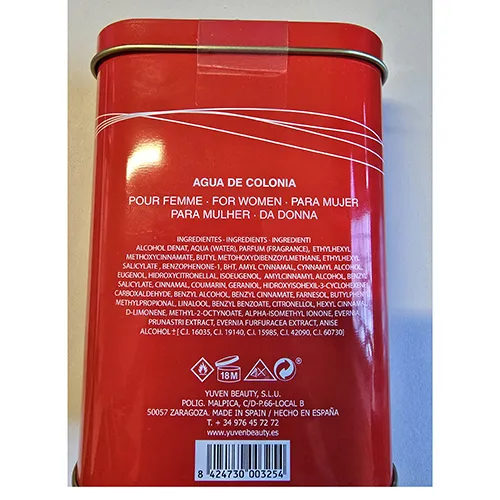 AGUA DE COLONIA
POUR FEMME · FOR WOMEN · PARA MUJER
PARA MULHER · DA DONNA
INGREDIENTES · INGREDIENTS · INGREDIENTI
ALCOHOL DENAT, AQUA (WATER), PARFUM (FRAGRANCE), ETHYLHEXYL
METHOXYCINNAMATE, BUTYL METOHOXYDIBENZOYLMETHANE, ETHYLHEXYL
SALICYLATE, BENZOPHENONE-1, BHT, AMYL CYNNAMAL, CYNNAMYL ALCOHOL,
EUGENOL, HIDROXYCITRONELLAL, ISOEUGENOL, AMYLCINNAMYL ALCOHOL, BENZYL
SALICYLATE, CINNAMAL, COUMARIN, GERANIOL, HIDROXYISOHEXIL-3-CYCLOHEXENE
CARBOXALDEHYDE, BENZYL ALCOHOL, BENZYL CINNAMATE, FARNESOL, BUTYLPHENYL
METHYLPROPIONAL, LINALOOL, BENZYL BENZOATE, CITRONELLOL, HEXYL CINNAMAL,
D-LIMONENE, METHYL-2-OCTYNOATE, ALPHA-ISOMETHYL IONONE, EVERNIA
PRUNASTRI EXTRACT, EVERNIA FURFURACEA EXTRACT, ANISE
ALCOHOL ± [ C.I. 16035, C.I. 19140, C.I. 15985, C.I. 42090, C.I. 60730]
18M
YUVEN BEAUTY, S.L.U.
POLIG. MALPICA, C/D-P.66-LOCAL B
50057 ZARAGOZA. MADE IN SPAIN / HECHO EN ESPAÑA
T. + 34 976 45 72 72
www.yuvenbeauty.es
8 424730 003254